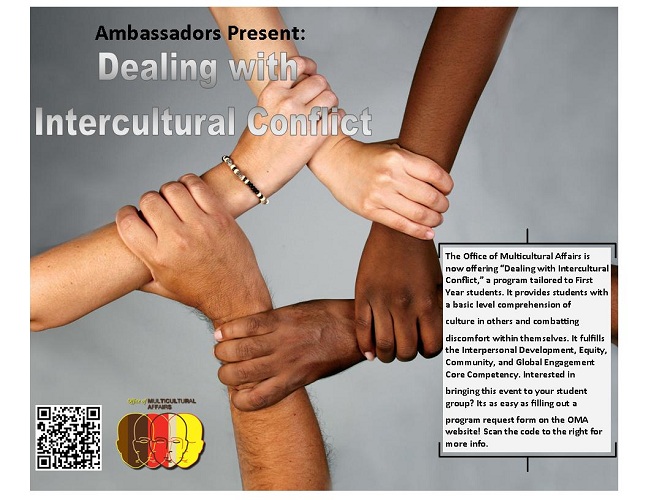 Ambassadors Present:
Dealing with
Intercultural Conflict
The Office of Multicultural Affairs is
now offering "Dealing with Intercultural
Conflict," a program tailored to First
Year students. It provides students with
a basic level comprehension of
culture in others and combatting
discomfort within themselves. It fulfills
the Interpersonal Development, Equity,
Community, and Global Engagement
Core Competency. Interested in
bringing this event to your student
group? Its as easy as filling out a
program request form on the OMA
website! Scan the code to the right for
more info.
Office of MULTICULTURAL
AFFAIRS